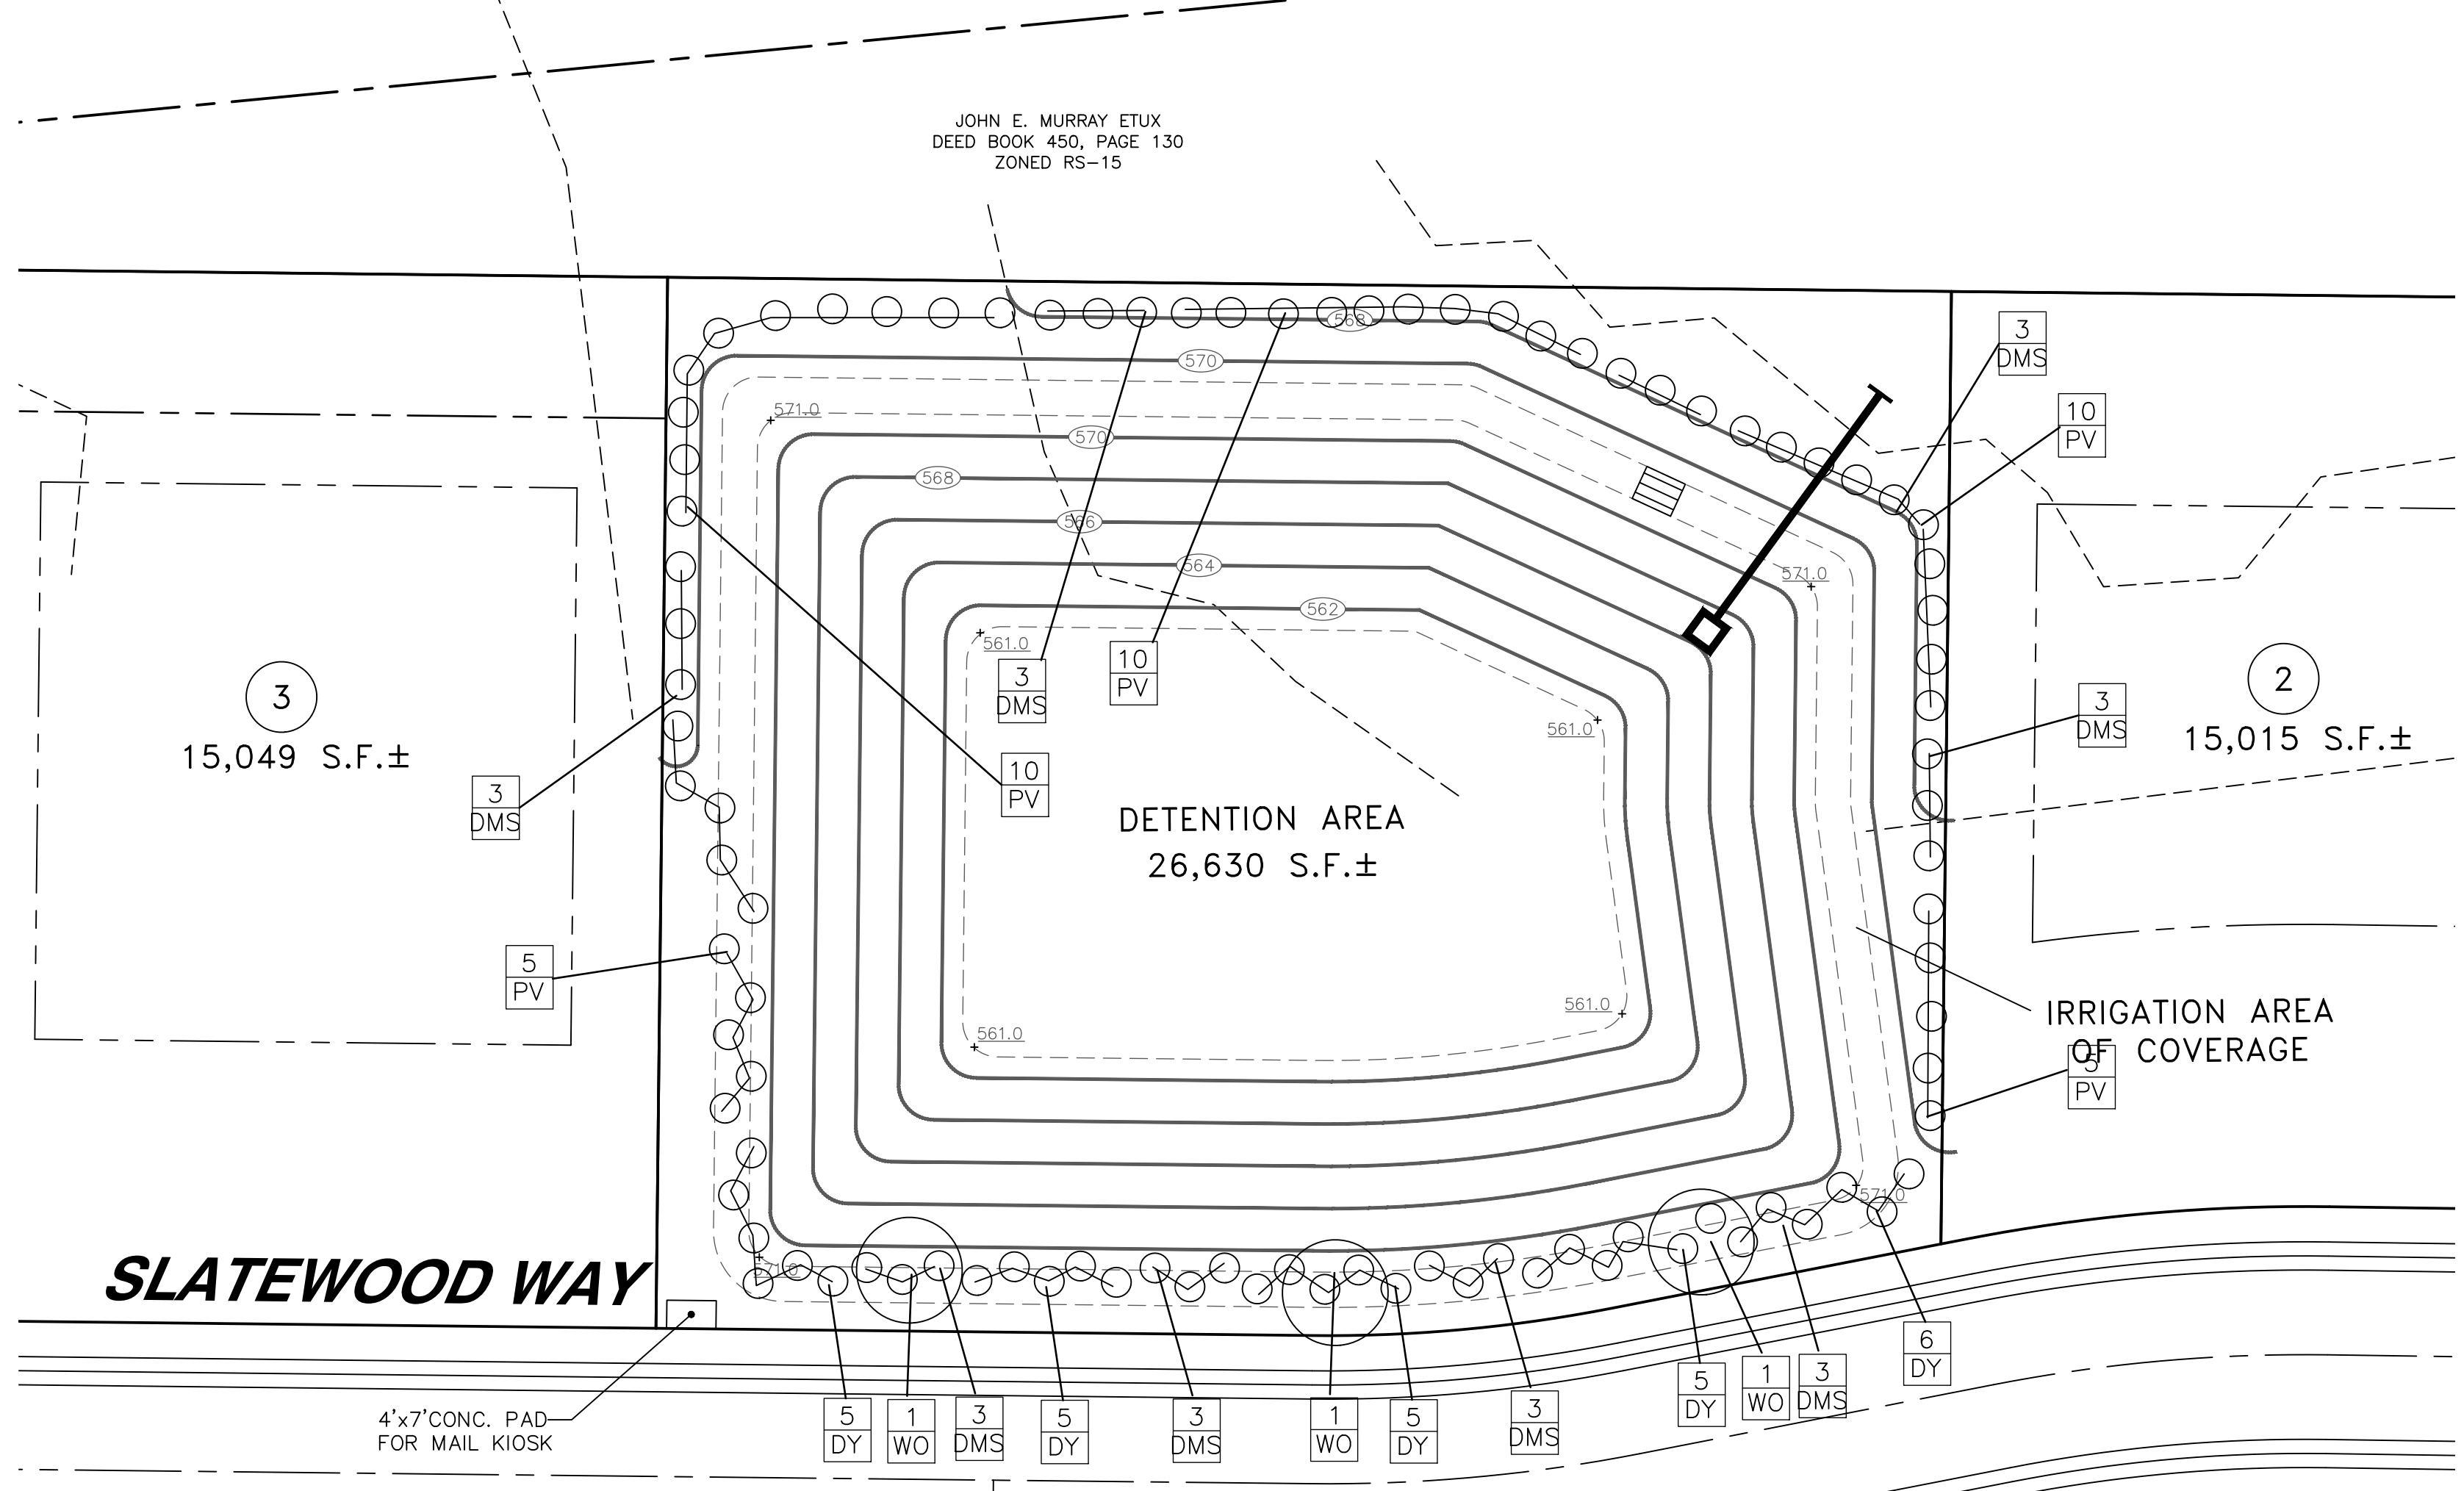 JOHN E. MURRAY ETUX
DEED BOOK 450, PAGE 130
ZONED RS-15
568
3
DMS
570
571.0
10
PV
570
568
566
564
571.0
562
561.0
3
DMS
10
PV
3
15,049 S.F.±
2
15,015 S.F.±
3
DMS
561.0
10
PV
3
DMS
DETENTION AREA
26,630 S.F.±
5
PV
561.0
561.0
IRRIGATION AREA
OF COVERAGE
5
PV
571.0
571.0
SLATEWOOD WAY
4'x7'CONC. PAD
FOR MAIL KIOSK
5
DY
1
WO
3
DMS
5
DY
3
DMS
1
WO
5
DY
3
DMS
5
DY
1
WO
3
DMS
6
DY